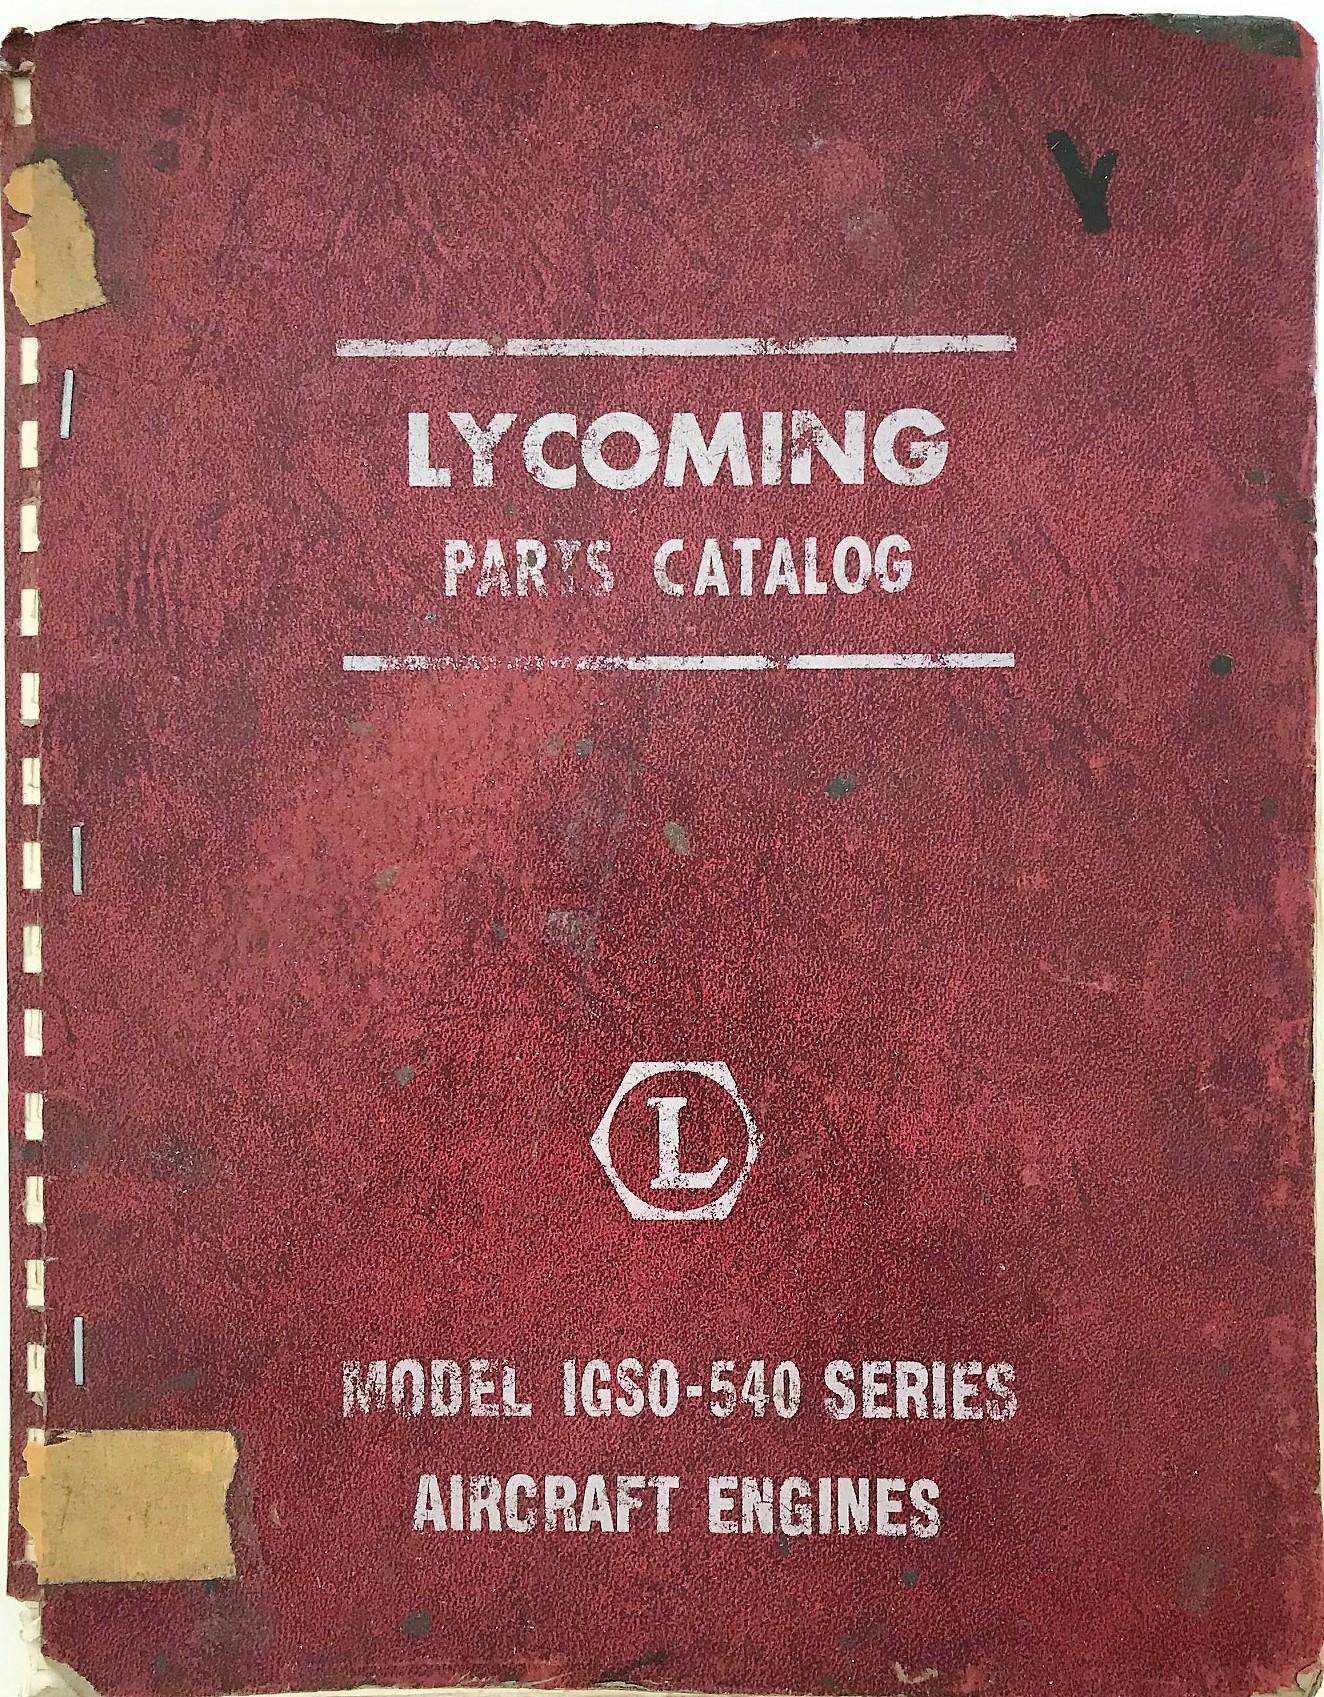 Y
LYCOMING
PARTS CATALOG
L
MODEL IGSO-540 SERIES
AIRCRAFT ENGINES